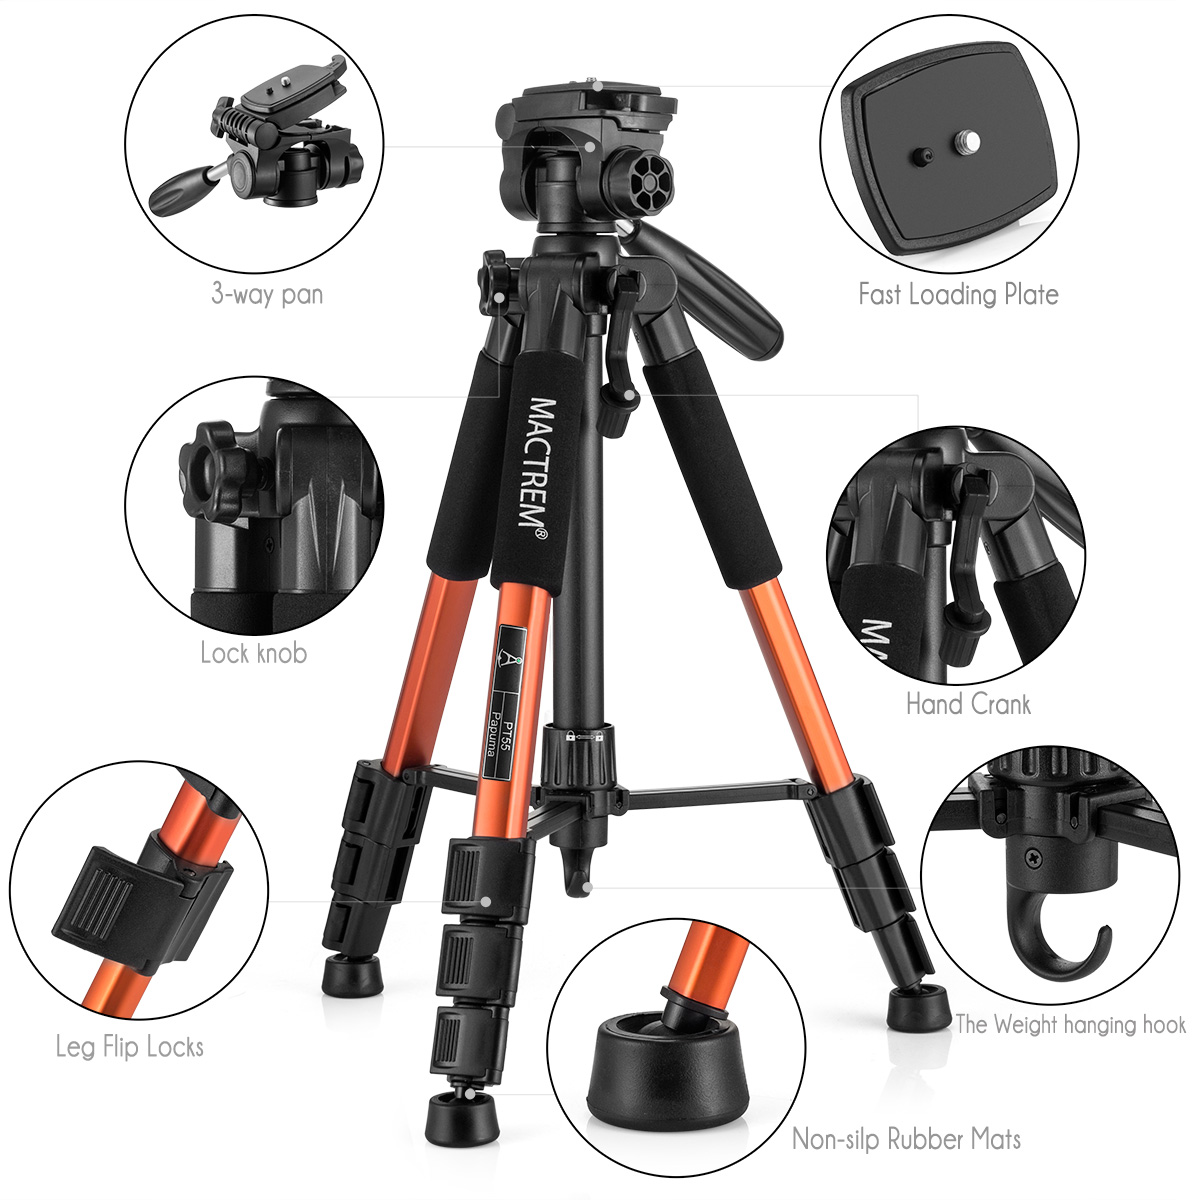 3-way pan
Fast Loading Plate
MACTREM®
Lock knob
Hand Crank
PT55
Papuma
Leg Flip Locks
The Weight hanging hook
Non-silp Rubber Mats